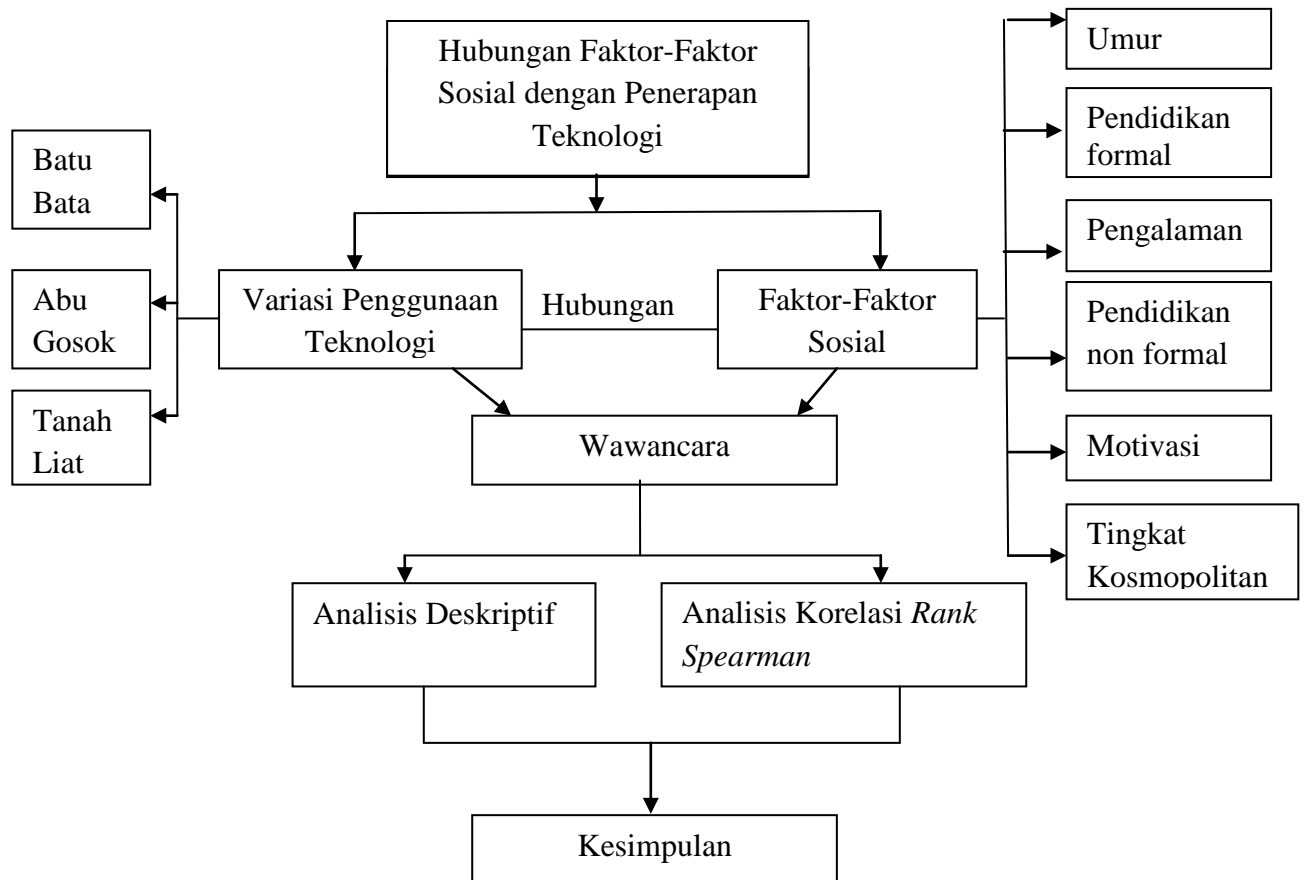 Hubungan Faktor-Faktor
Sosial dengan Penerapan
Teknologi
Batu
Bata
Abu
Gosok
Tanah
Liat
Variasi Penggunaan
Teknologi
Hubungan
Faktor-Faktor
Sosial
Umur
Pendidikan
formal
Pengalaman
Pendidikan
non formal
Motivasi
Tingkat
Kosmopolitan
Wawancara
Analisis Deskriptif
Analisis Korelasi Rank
Spearman
Kesimpulan